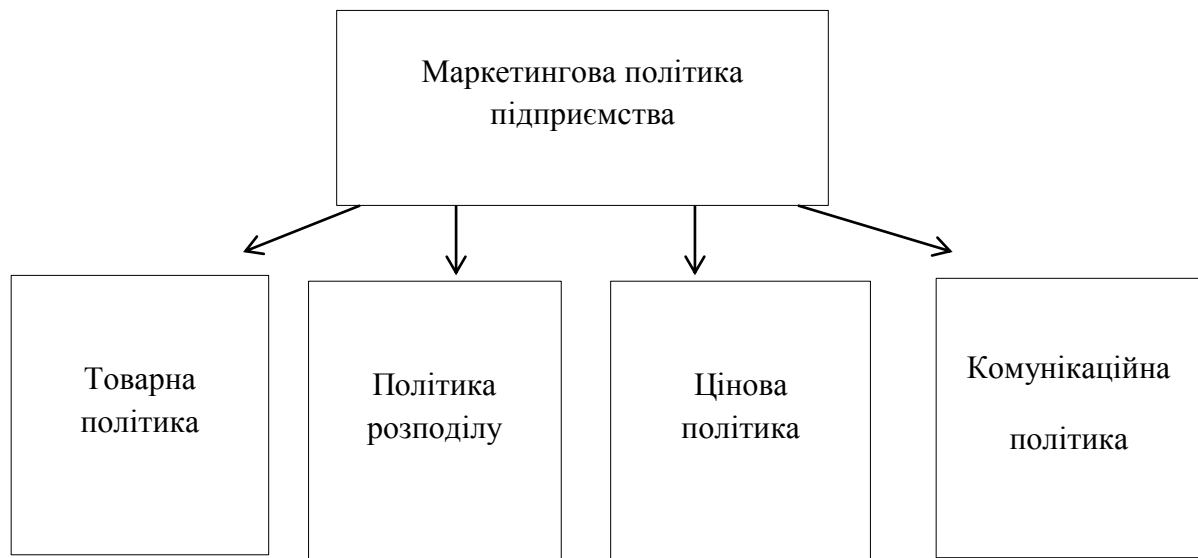 Маркетингова політика
підприємства
Товарна
політика
Політика
розподілу
Цінова
політика
Комунікаційна
політика